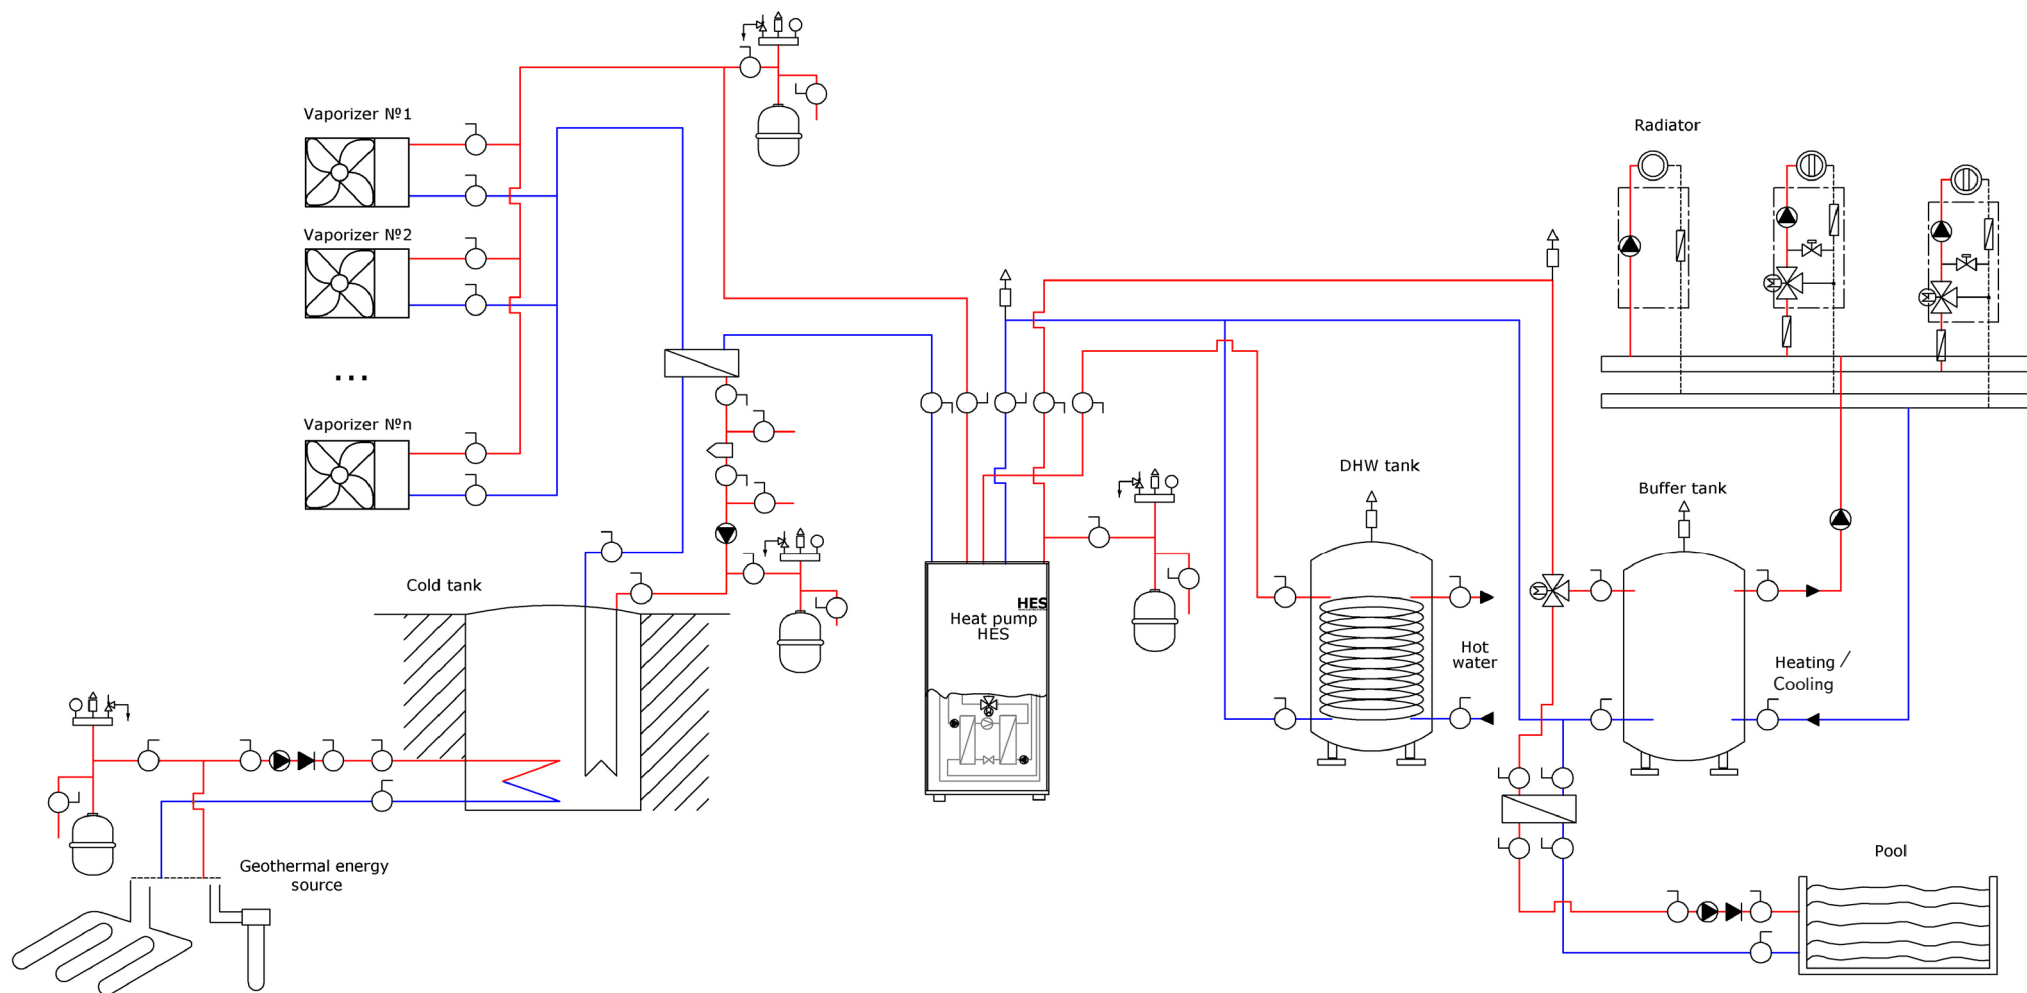 Vaporizer Nº1
Vaporizer Nº2
...
Vaporizer Nºn
Cold tank
Geothermal energy
source
HES
Heat pump
HES
DHW tank
Hot
water
Buffer tank
Heating /
Cooling
Radiator
M
M
M
Pool